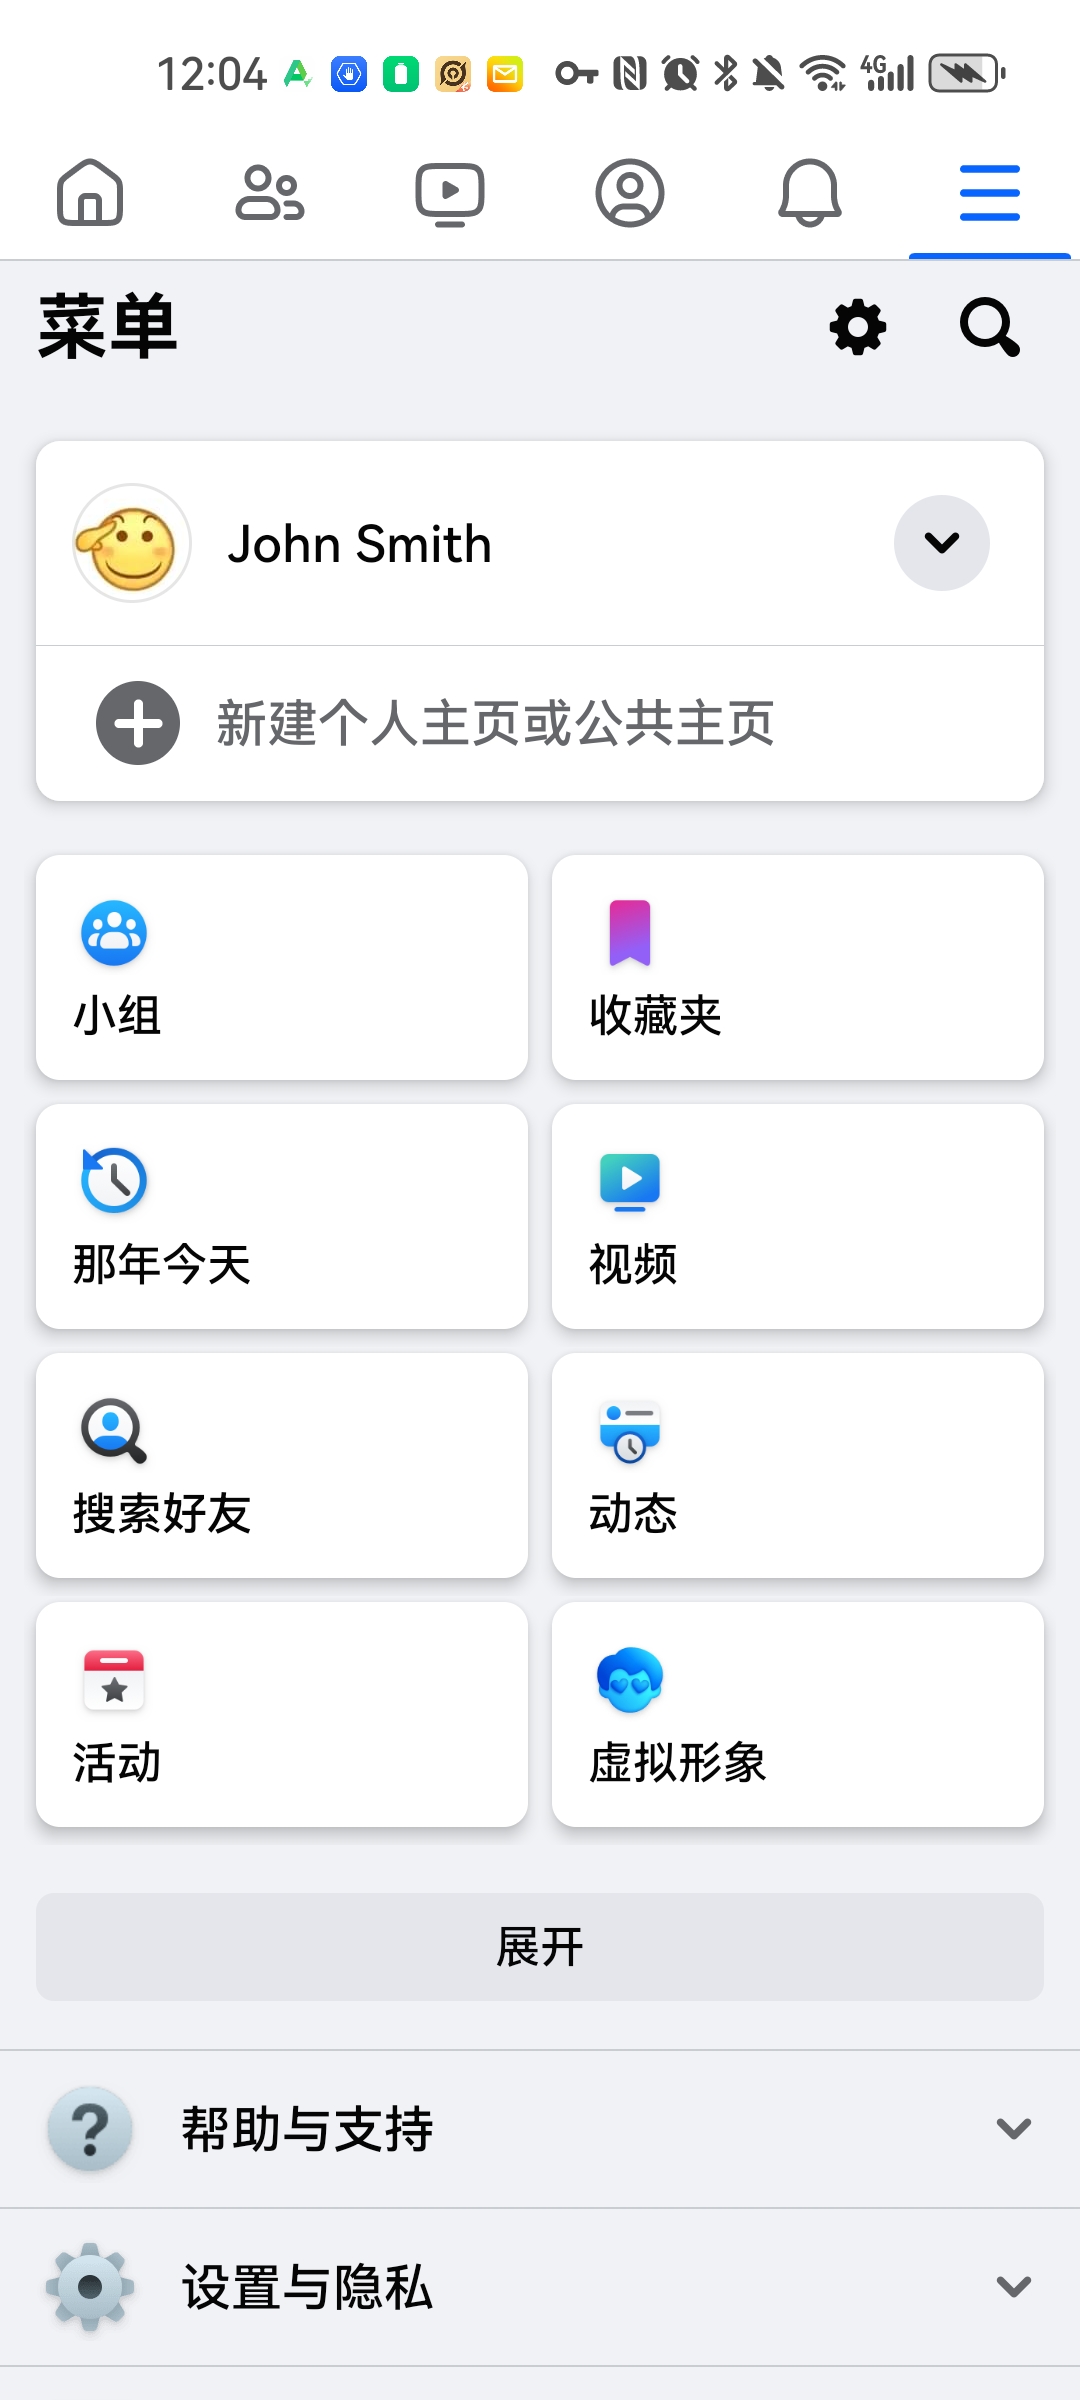 12:04
4G
菜单
John Smith
新建个人主页或公共主页
小组
收藏夹
那年今天
视频
搜索好友
动态
活动
虚拟形象
展开
帮助与支持
设置与隐私